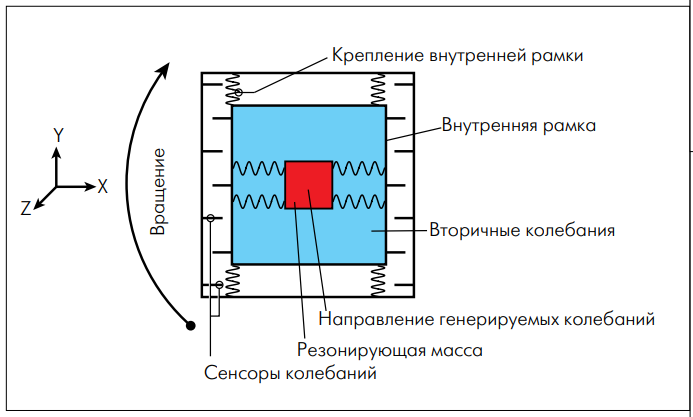 Крепление внутренней рамки
Внутренняя рамка
Y
X
Z
Вращение
Вторичные колебания
Направление генерируемых колебаний
Резонирующая масса
Сенсоры колебаний